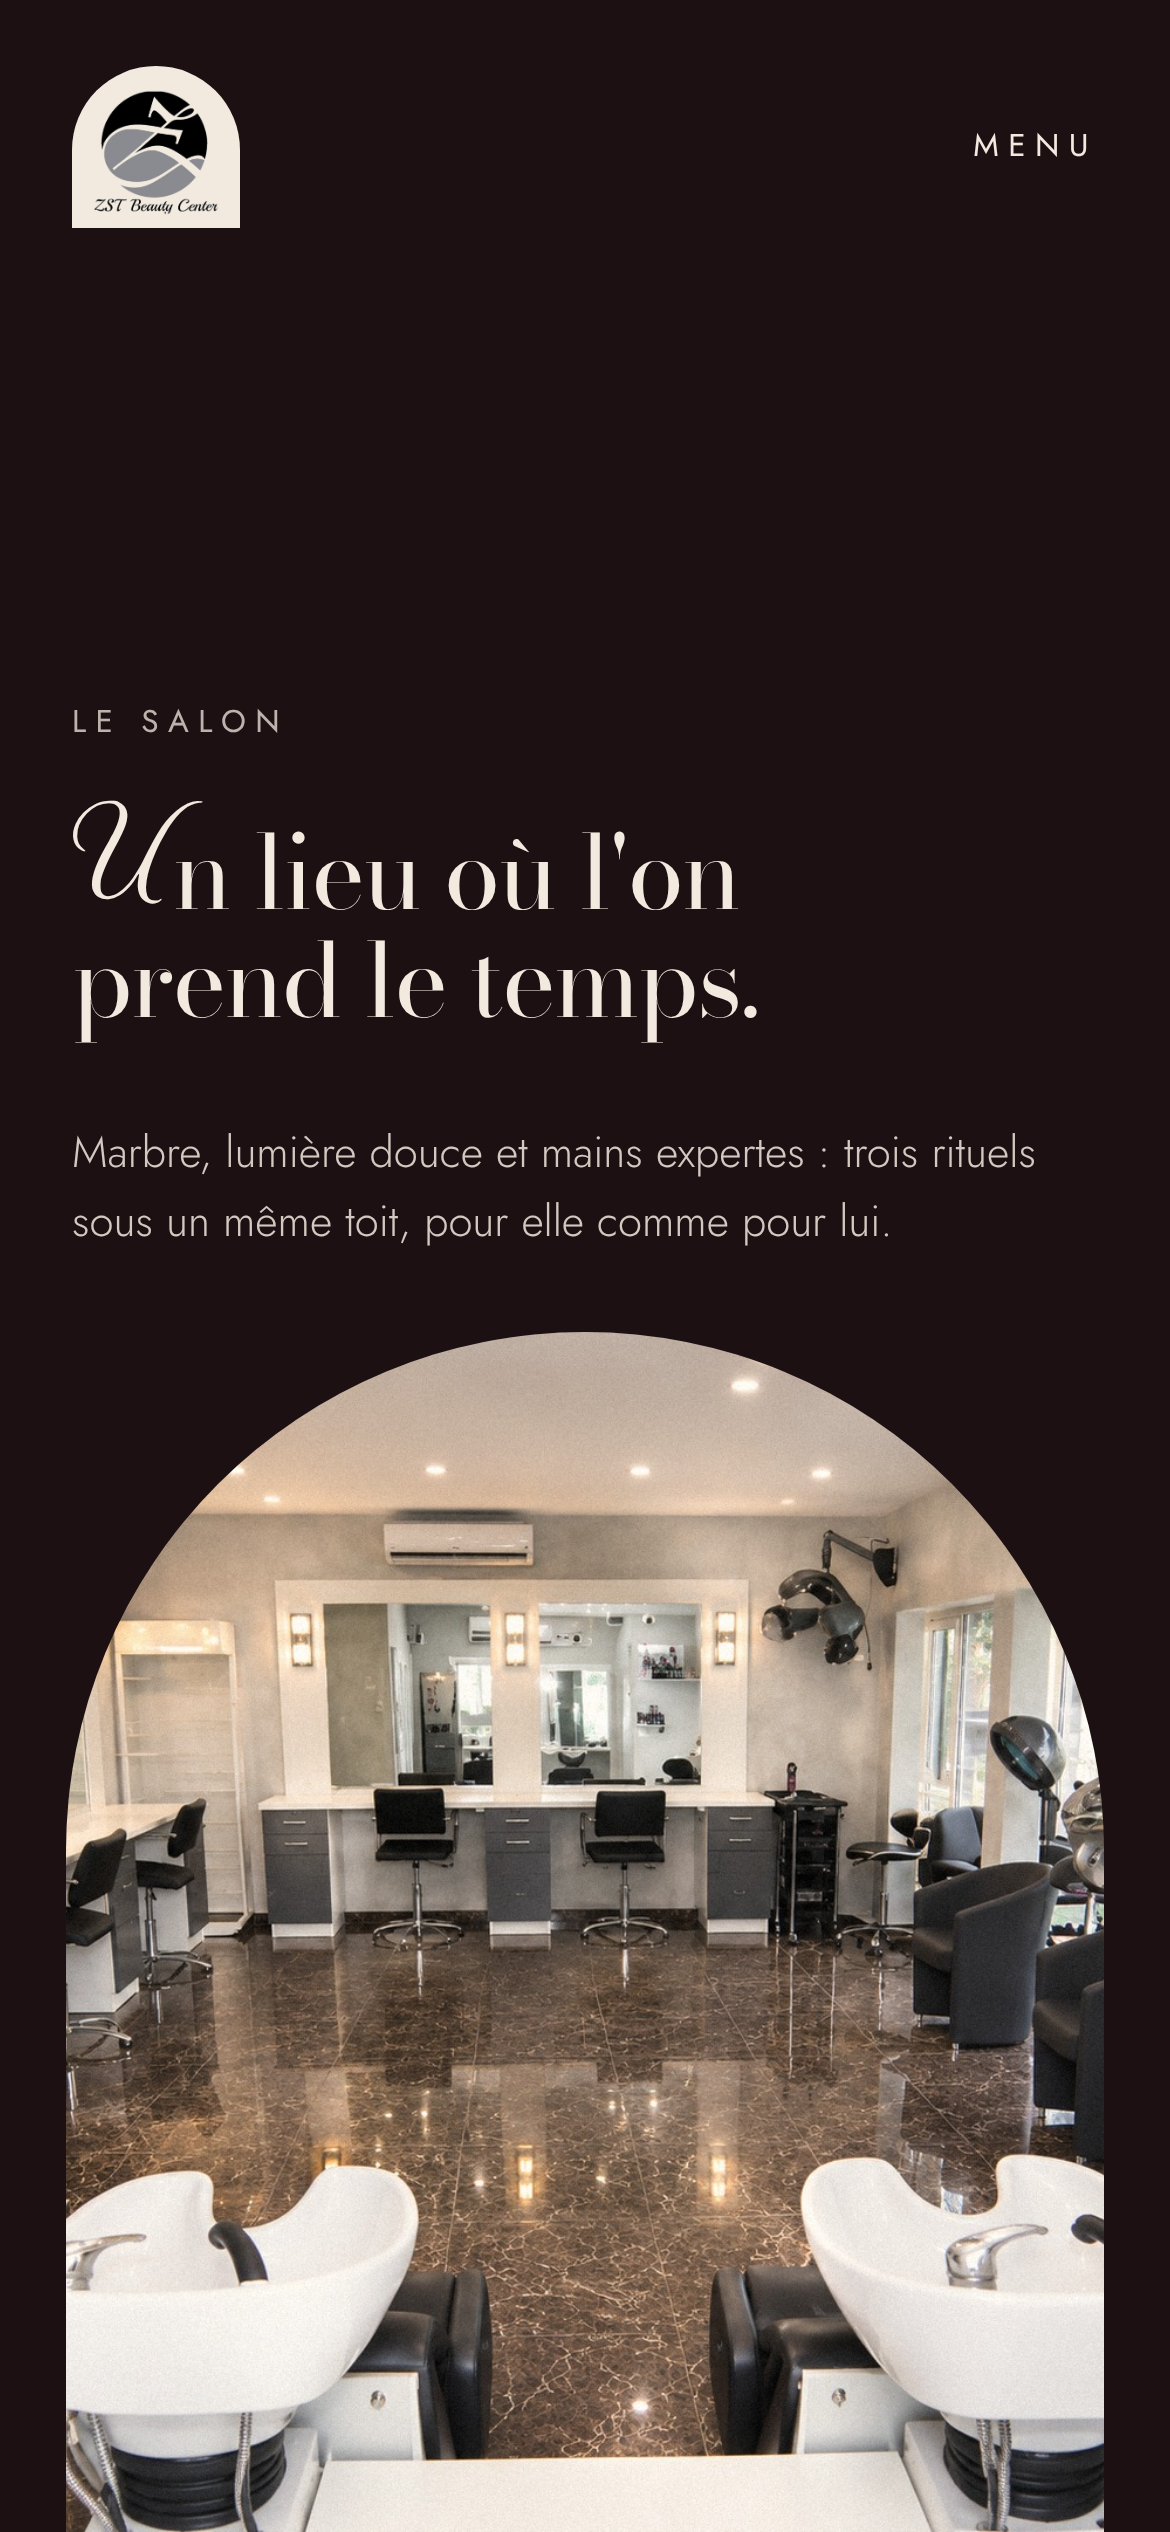 ZST Beauty Center
MENU
LE SALON
Un lieu où l'on
prend le temps.
Marbre, lumière douce et mains expertes : trois rituels
sous un même toit, pour elle comme pour lui.